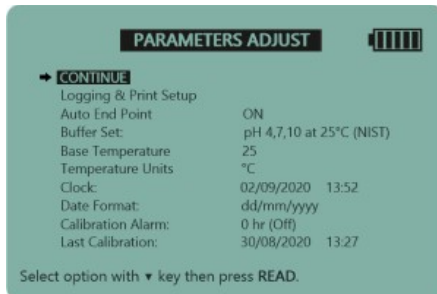 PARAMETERS ADJUST
➡ CONTINUE
Logging & Print Setup
Auto End Point ON
Buffer Set: pH 4,7,10 at 25°C (NIST)
Base Temperature 25
Temperature Units °C
Clock: 02/09/2020 13:52
Date Format: dd/mm/yyyy
Calibration Alarm: 0 hr (Off)
Last Calibration: 30/08/2020 13:27
Select option with ▾ key then press READ.